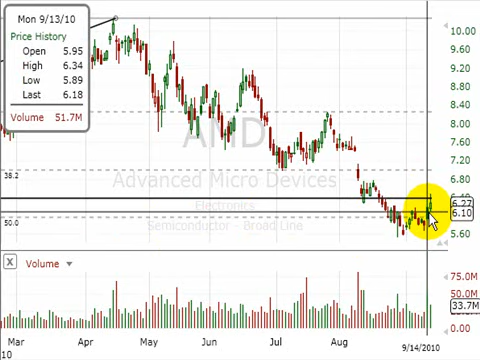 Mon 9/13/10
Price History
Open 5.95
High 6.34
Low 5.89
Last 6.18
Volume 51.7M
10.00
9.60
9.20
8.80
8.40
8.00
7.60
7.20
6.80
6.27
6.10
5.60
38.2
50.0
AMD
Advanced Micro Devices
Electronics
Semiconductor - Broad Line
X Volume
75.0M
50.0M
33.7M
0.00
Mar Apr May Jun Jul Aug 9/14/2010
10